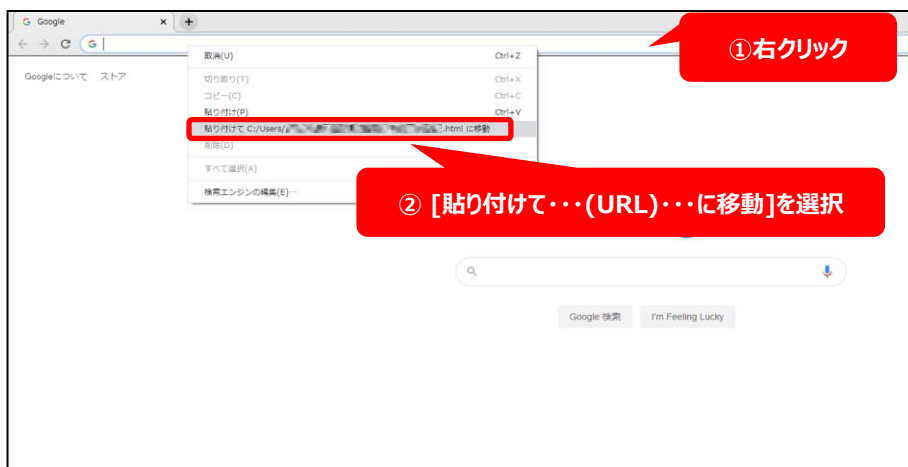 Google
①右クリック
取消(U) Ctrl+Z
Googleについて ストア
切り取り(T) Ctrl+X
コピー(C) Ctrl+C
貼り付け(P) Ctrl+V
貼り付けて C:/Users/ .html に移動
削除(D)
すべて選択(A)
検索エンジンの編集(E)…
② [貼り付けて・・・(URL)・・・に移動]を選択
Google 検索 I'm Feeling Lucky